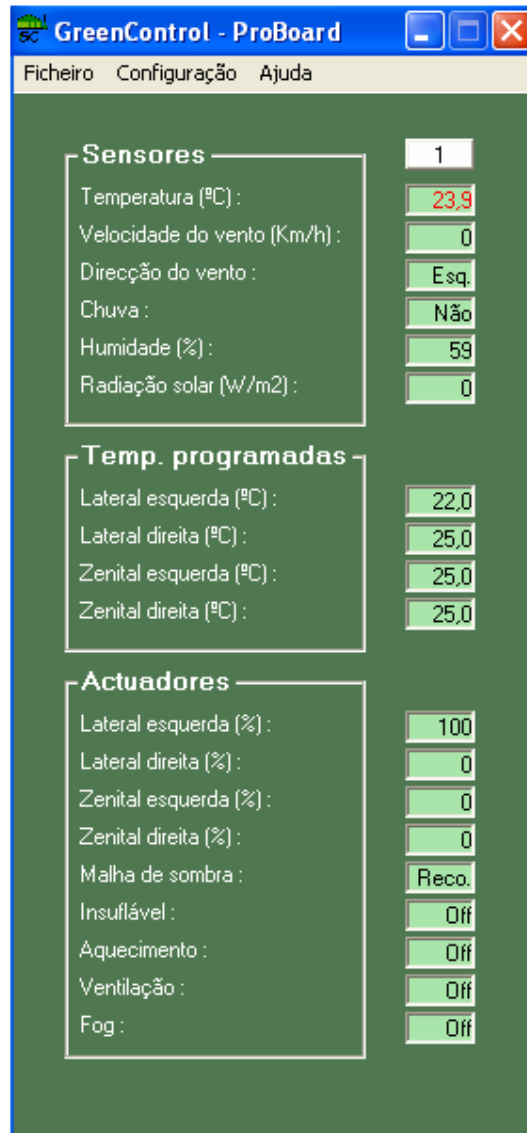 GreenControl - ProBoard
Ficheiro Configuração Ajuda
Sensores 1
Temperatura (ºC) : 23,9
Velocidade do vento (Km/h) : 0
Direcção do vento : Esq.
Chuva : Não
Humidade (%) : 59
Radiação solar (W/m2) : 0
Temp. programadas
Lateral esquerda (ºC) : 22,0
Lateral direita (ºC) : 25,0
Zenital esquerda (ºC) : 25,0
Zenital direita (ºC) : 25,0
Actuadores
Lateral esquerda (%) : 100
Lateral direita (%) : 0
Zenital esquerda (%) : 0
Zenital direita (%) : 0
Malha de sombra : Reco.
Insuflável : Off
Aquecimento : Off
Ventilação : Off
Fog : Off